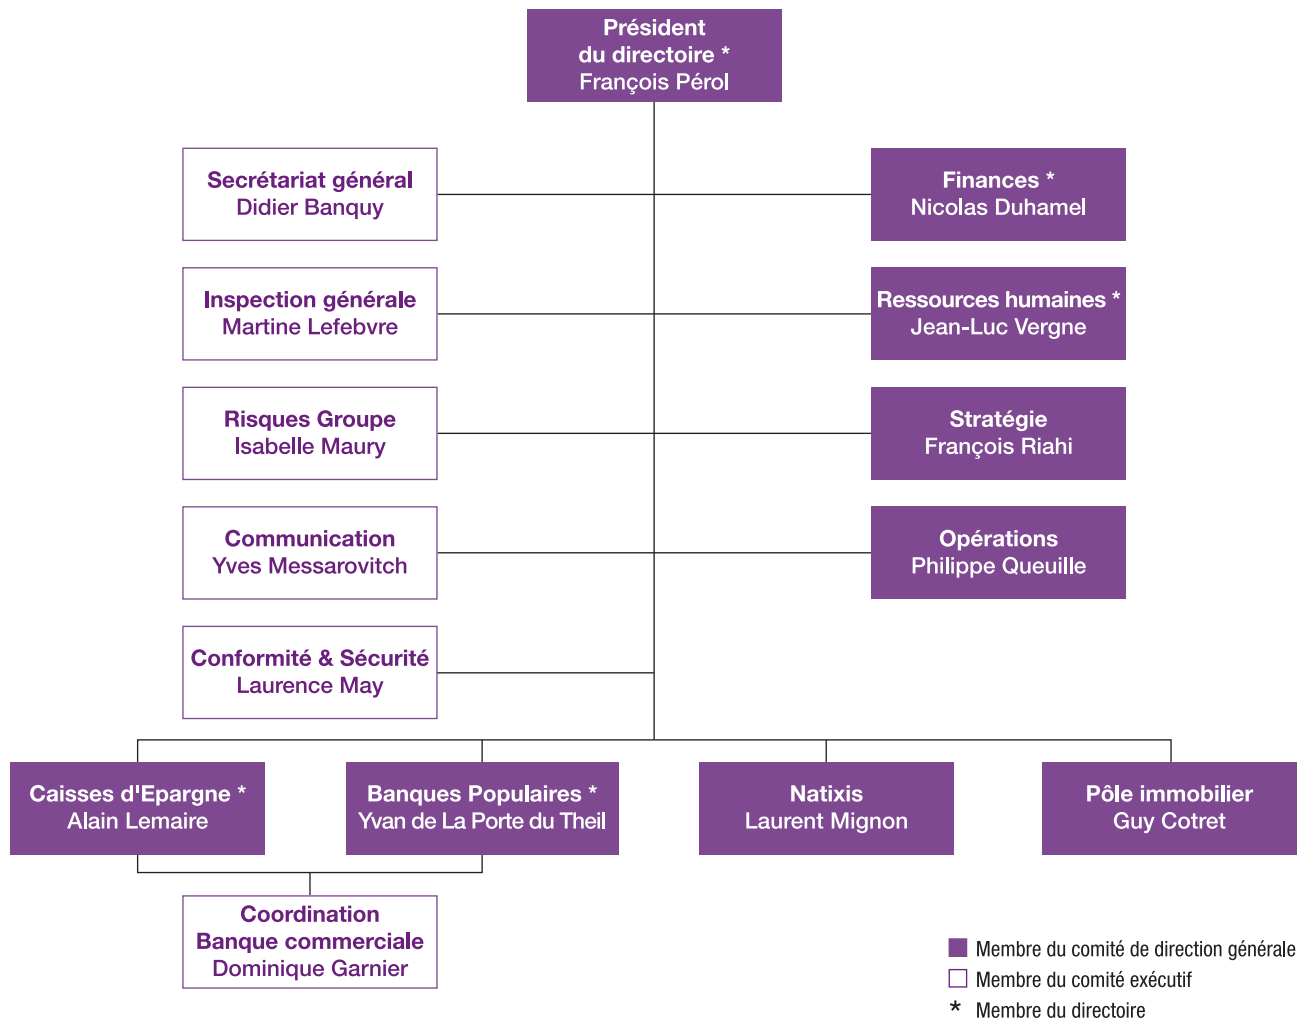 Président
du directoire *
François Pérol
Secrétariat général
Didier Banquy
Finances *
Nicolas Duhamel
Inspection générale
Martine Lefebvre
Ressources humaines *
Jean-Luc Vergne
Risques Groupe
Isabelle Maury
Stratégie
François Riahi
Communication
Yves Messarovitch
Opérations
Philippe Queuille
Conformité & Sécurité
Laurence May
Caisses d'Epargne *
Alain Lemaire
Banques Populaires *
Yvan de La Porte du Theil
Natixis
Laurent Mignon
Pôle immobilier
Guy Cotret
Coordination
Banque commerciale
Dominique Garnier
Membre du comité de direction générale
Membre du comité exécutif
* Membre du directoire